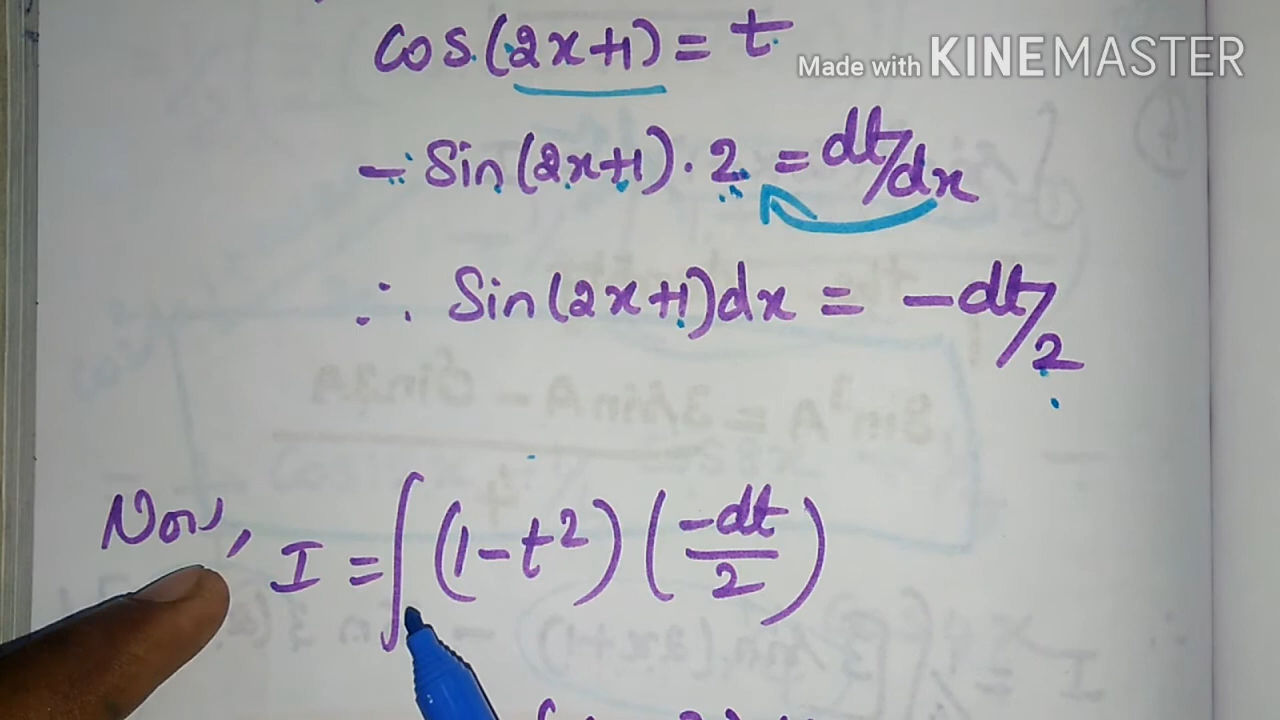 cos(2x+1) = t
Made with KINEMASTER
- Sin(2x+1) · 2 = dt/dx
∴ Sin(2x+1)dx = -dt/2
Now, I = ∫ (1-t²) (-dt/2)